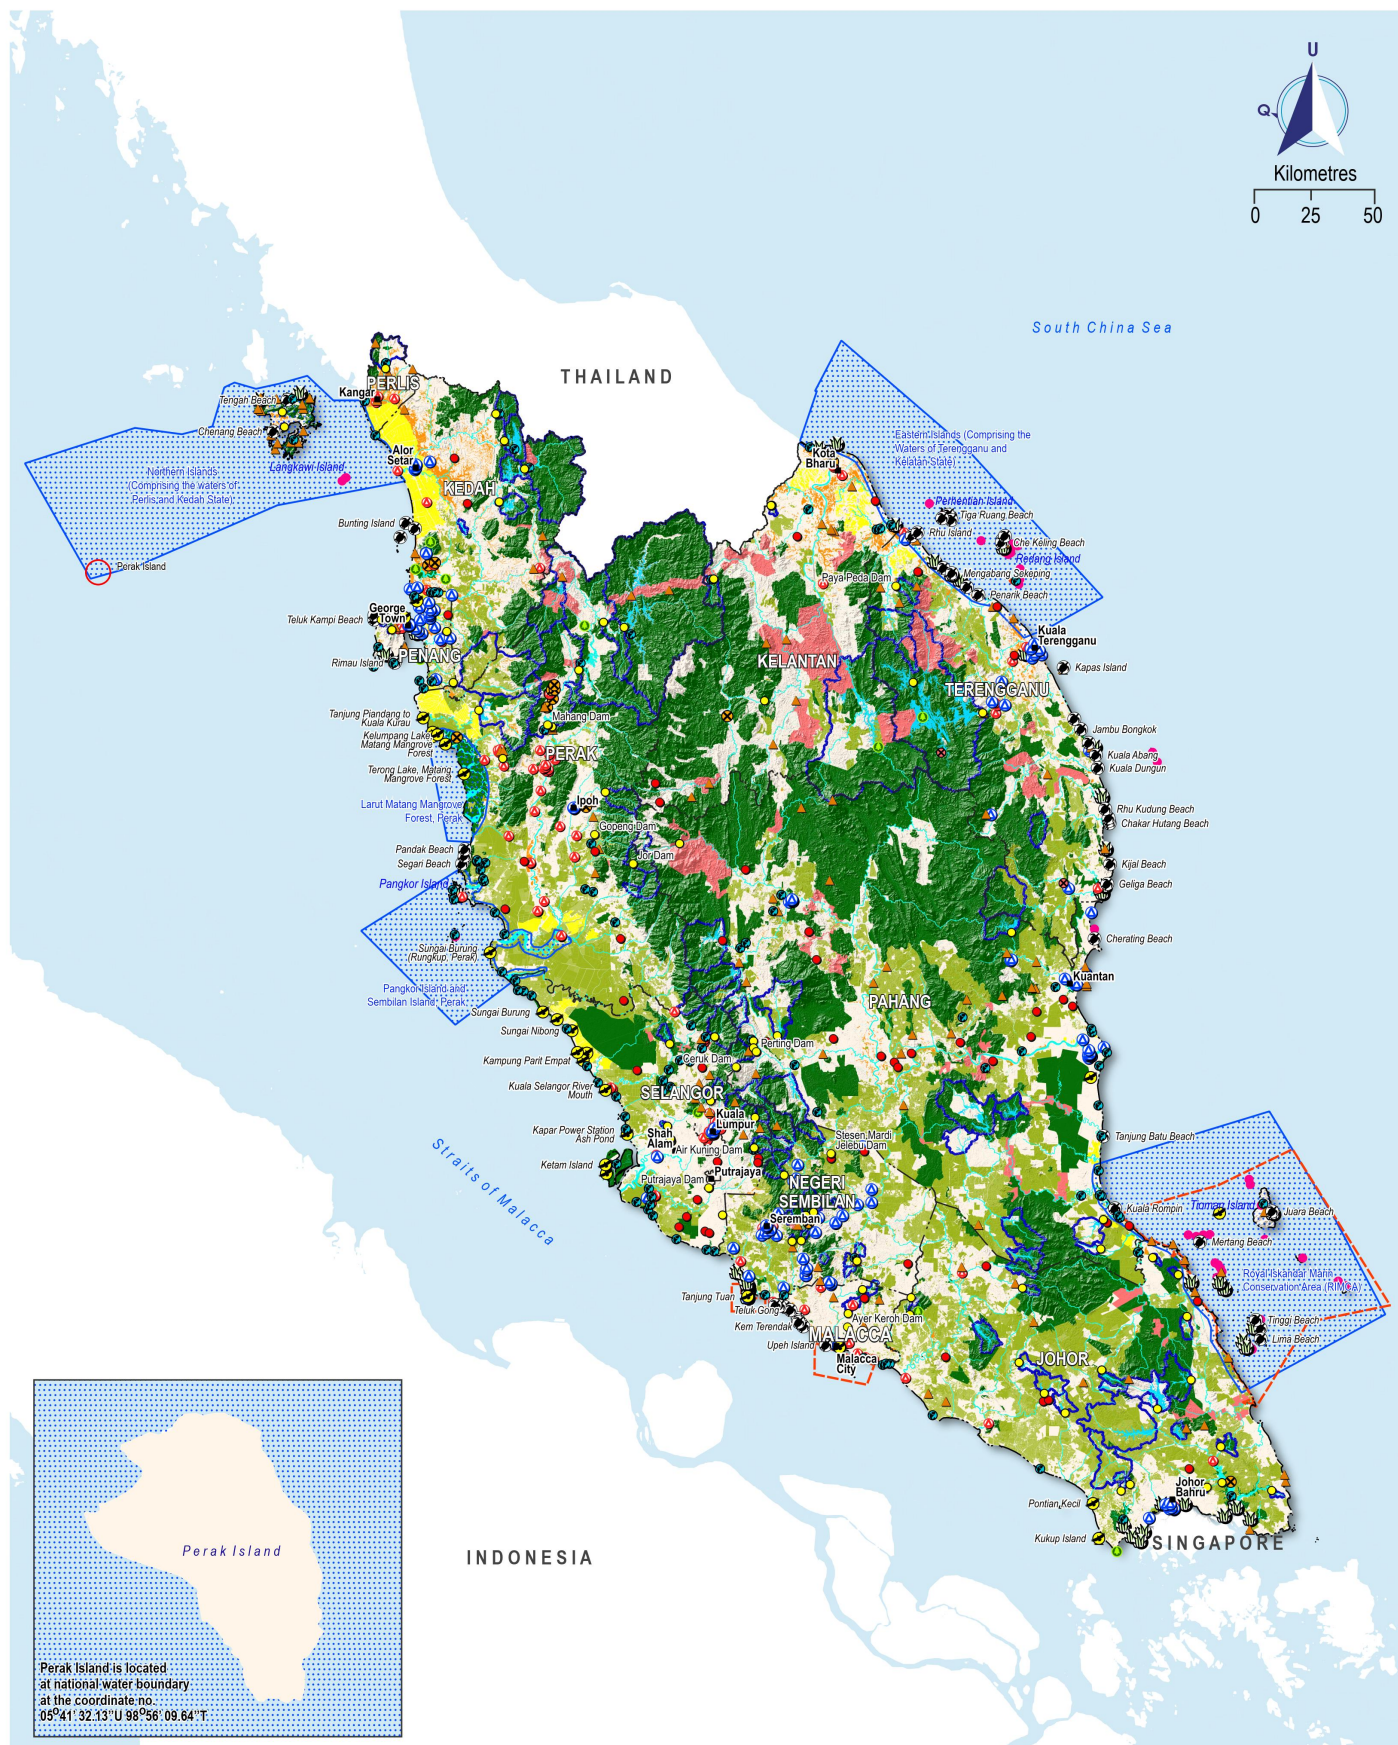 U
Q
Kilometres
0 25 50
South China Sea
THAILAND
PERLIS
Kangar
Tengah Beach
Chenang Beach
Langkawi Island
Northern Islands
(Comprising the waters of
Perlis and Kedah State)
Alor
Setar
KEDAH
Kota
Bharu
Eastern Islands (Comprising the
Waters of Terengganu and
Kelatan State)
Perhentian Island
Tiga Ruang Beach
Rhu Island
Che Keling Beach
Redang Island
Mengabang Sekeping
Penarik Beach
Bunting Island
Perak Island
Paya Peda Dam
George
Town
Teluk Kampi Beach
PENANG
Rimau Island
Kuala
Terengganu
Kapas Island
KELANTAN
TERENGGANU
Tanjung Piandang to
Kuala Kurau
Kelumpang Lake,
Matang Mangrove
Forest
Terong Lake, Matang
Mangrove Forest,
Mahang Dam
PERAK
Jambu Bongkok
Kuala Abang
Kuala Dungun
Larut Matang Mangrove
Forest, Perak
Ipoh
Gopeng Dam
Jor Dam
Rhu Kudung Beach
Chakar Hutang Beach
Pandak Beach
Segari Beach
Pangkor Island
Kijal Beach
Geliga Beach
Cherating Beach
Sungai Burung
(Rungkup, Perak)
Pangkor Island and
Sembilan Island, Perak
Kuantan
PAHANG
Sungai Burung
Sungai Nibong
Kampung Parit Empat
Perting Dam
Ceruk Dam
Kuala Selangor River
Mouth
SELANGOR
Kuala
Lumpur
Kapar Power Station
Ash Pond
Shah
Alam
Air Kuning Dam
Stesen Mardi
Jelebu Dam
Tanjung Batu Beach
Ketam Island
Putrajaya
Putrajaya Dam
NEGERI
SEMBILAN
Seremban
Straits of Malacca
Kuala Rompin
Tioman Island
Juara Beach
Mertang Beach
Royal Iskandar Marin
Conservation Area (RIMCA)
Tanjung Tuan
Teluk Gong
Kem Terendak
Upeh Island
Ayer Keroh Dam
MALACCA
Malacca
City
Tinggi Beach
Lima Beach
JOHOR
Johor
Bahru
Pontian Kecil
Kukup Island
SINGAPORE
INDONESIA
Perak Island
Perak Island is located
at national water boundary
at the coordinate no.
05°41' 32.13"U 98°56' 09.64"T